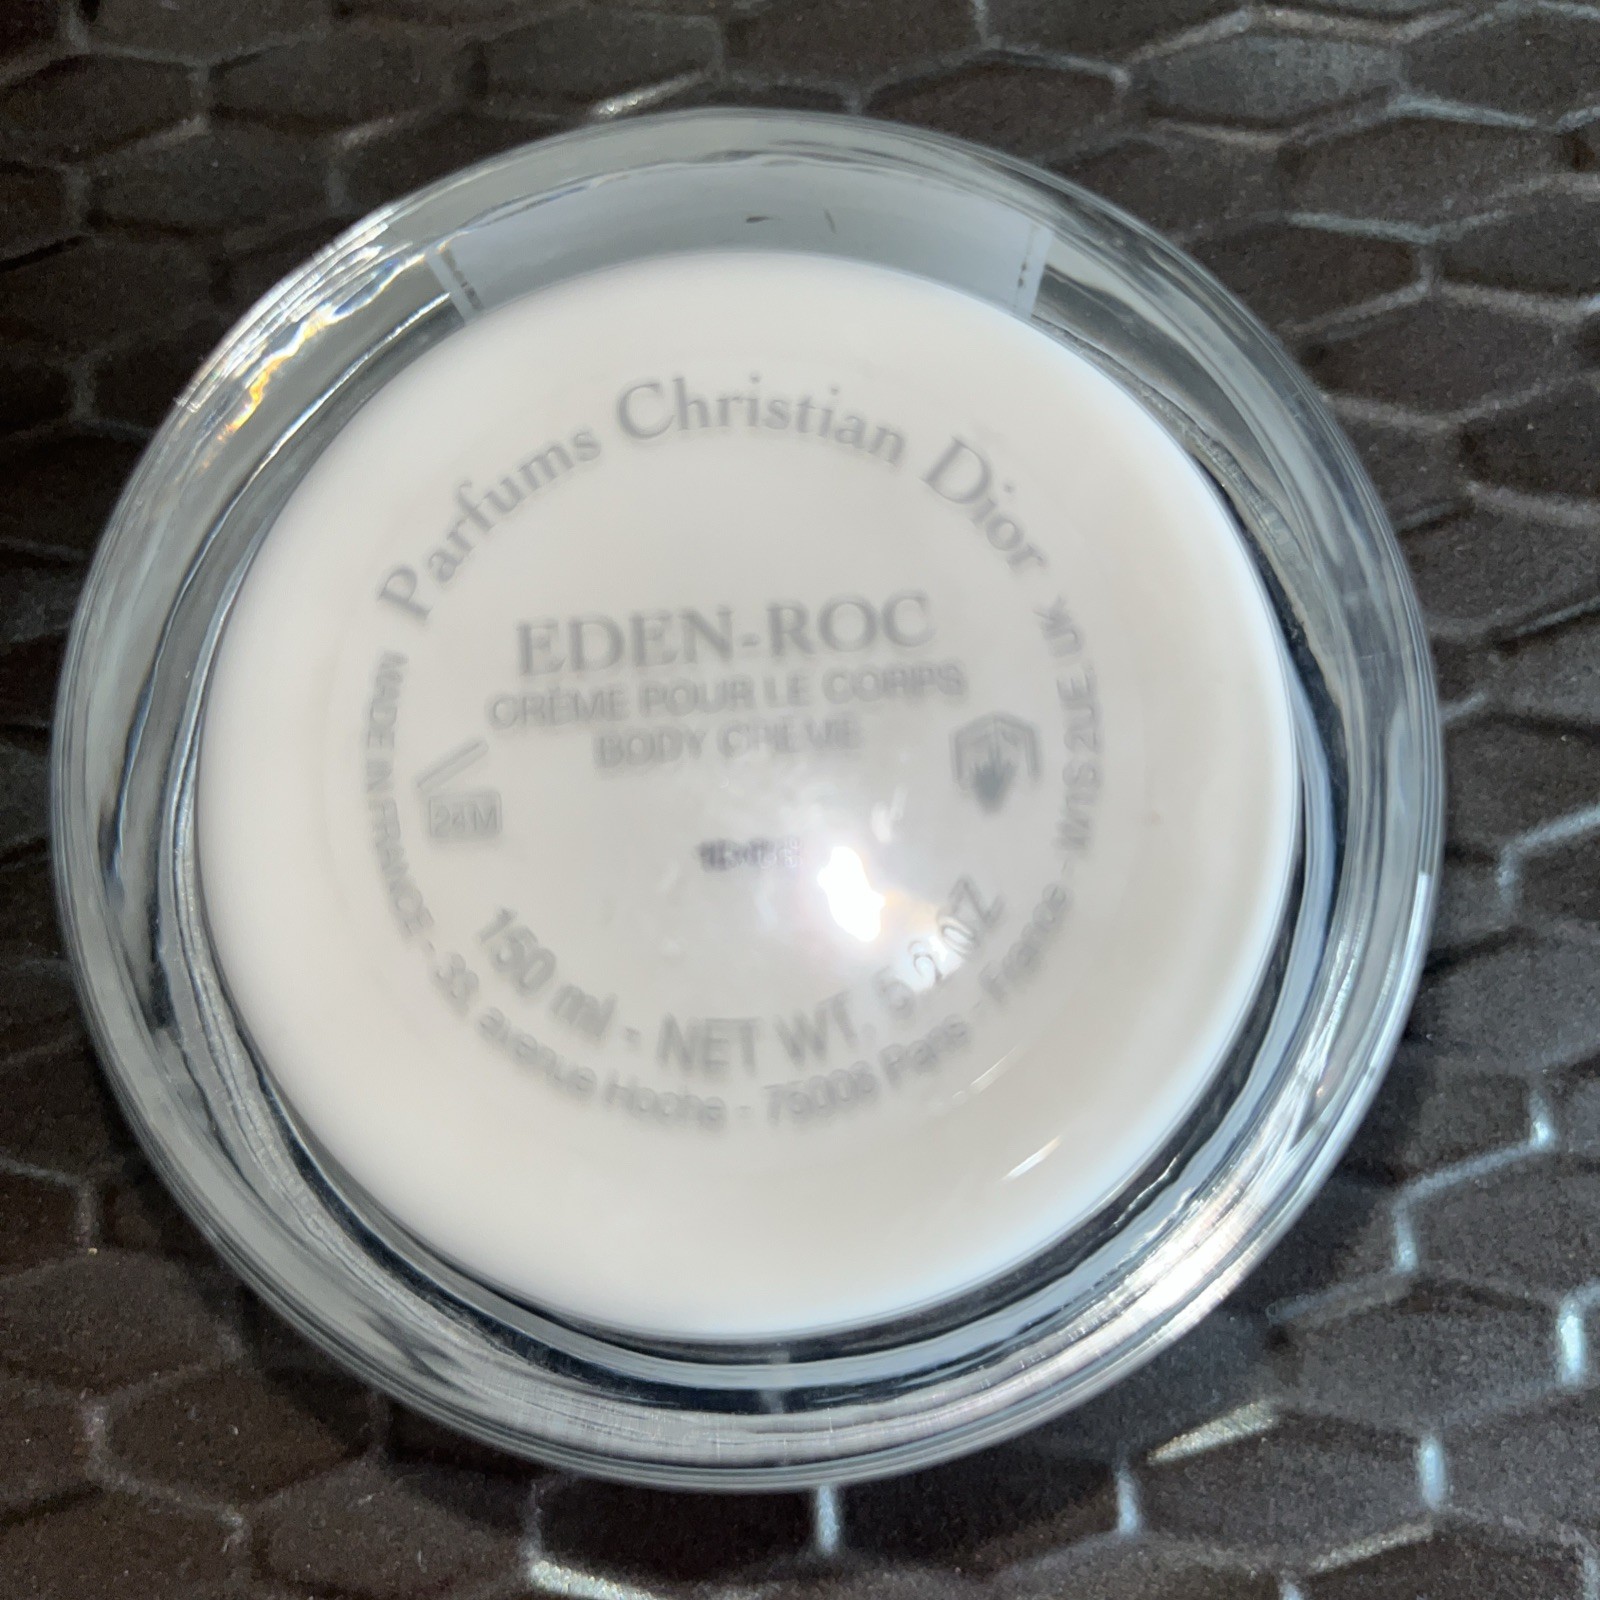 Parfums Christian Dior
EDEN-ROC
CRÈME POUR LE CORPS
BODY CREME
24M
150 ml - NET WT. 5.2 OZ
MADE IN FRANCE - 33, avenue Hoche - 75008 Paris - France - W1S 2UE. UK